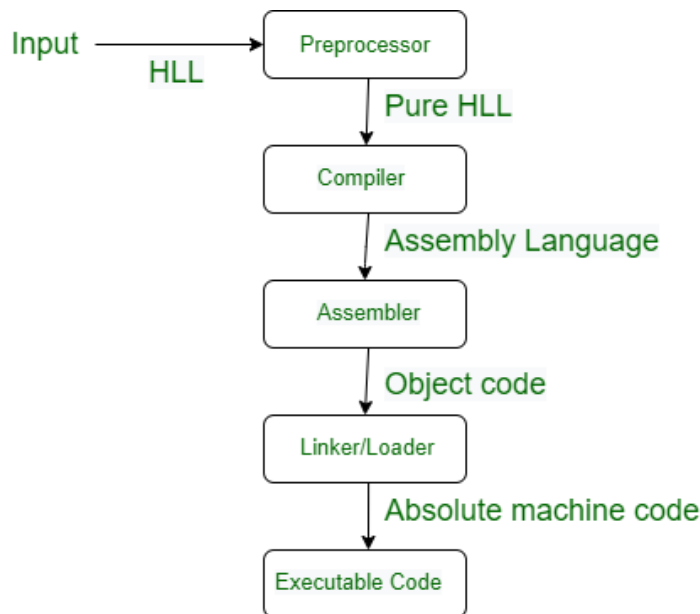 Input
HLL
Preprocessor
Pure HLL
Compiler
Assembly Language
Assembler
Object code
Linker/Loader
Absolute machine code
Executable Code